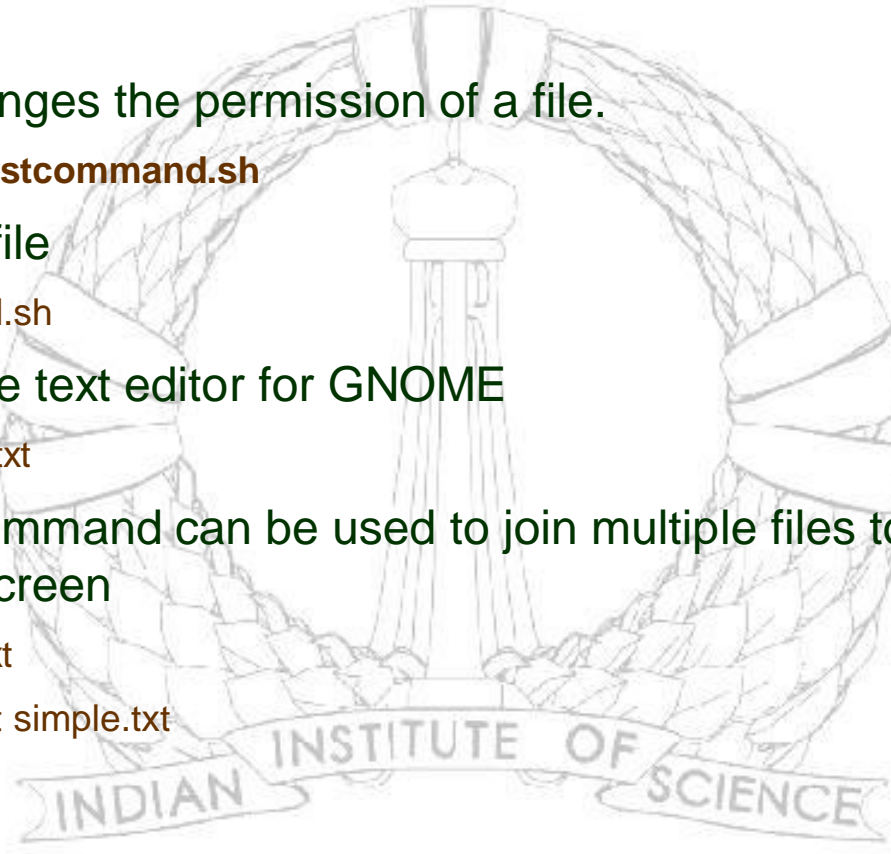 nges the permission of a file.
stcommand.sh
file
.sh
e text editor for GNOME
txt
mmand can be used to join multiple files to
creen
xt
simple.txt
INDIAN INSTITUTE OF SCIENCE